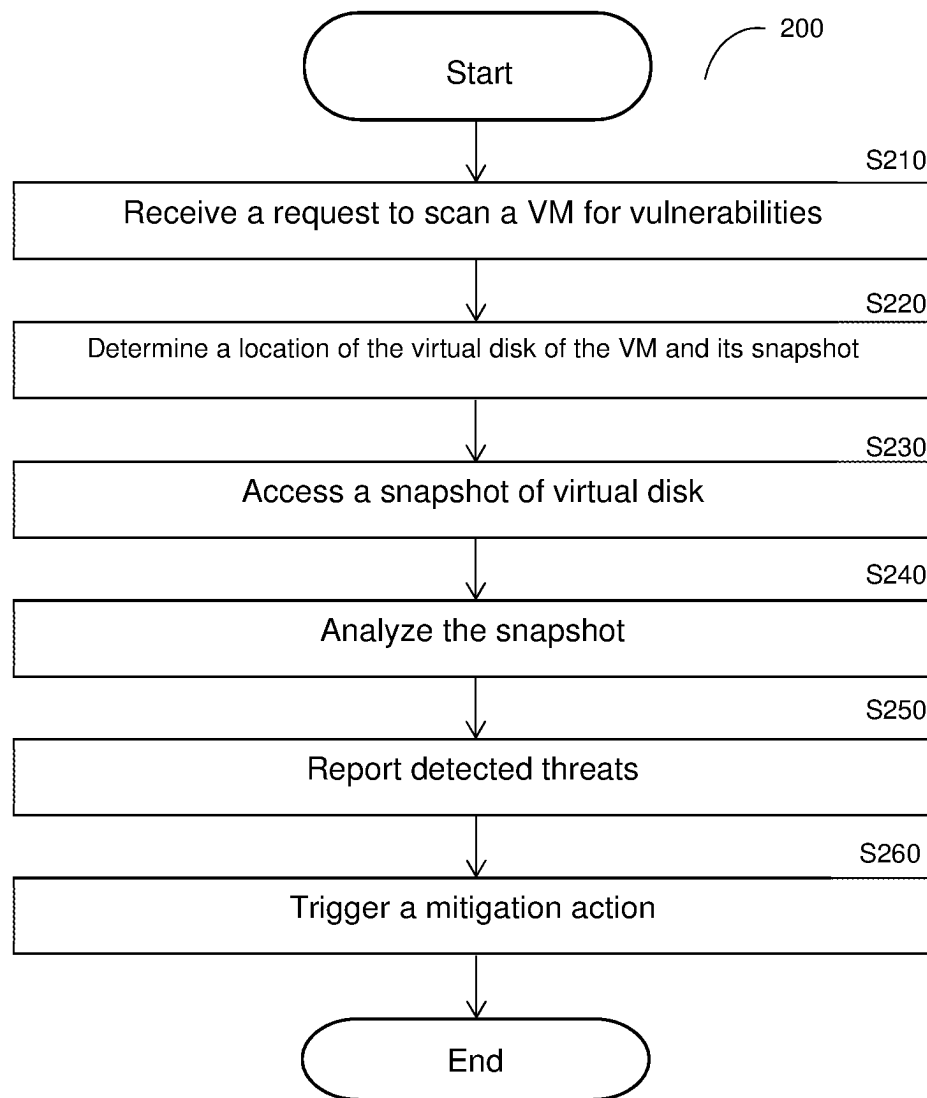 200
Start
S210
Receive a request to scan a VM for vulnerabilities
S220
Determine a location of the virtual disk of the VM and its snapshot
S230
Access a snapshot of virtual disk
S240
Analyze the snapshot
S250
Report detected threats
S260
Trigger a mitigation action
End